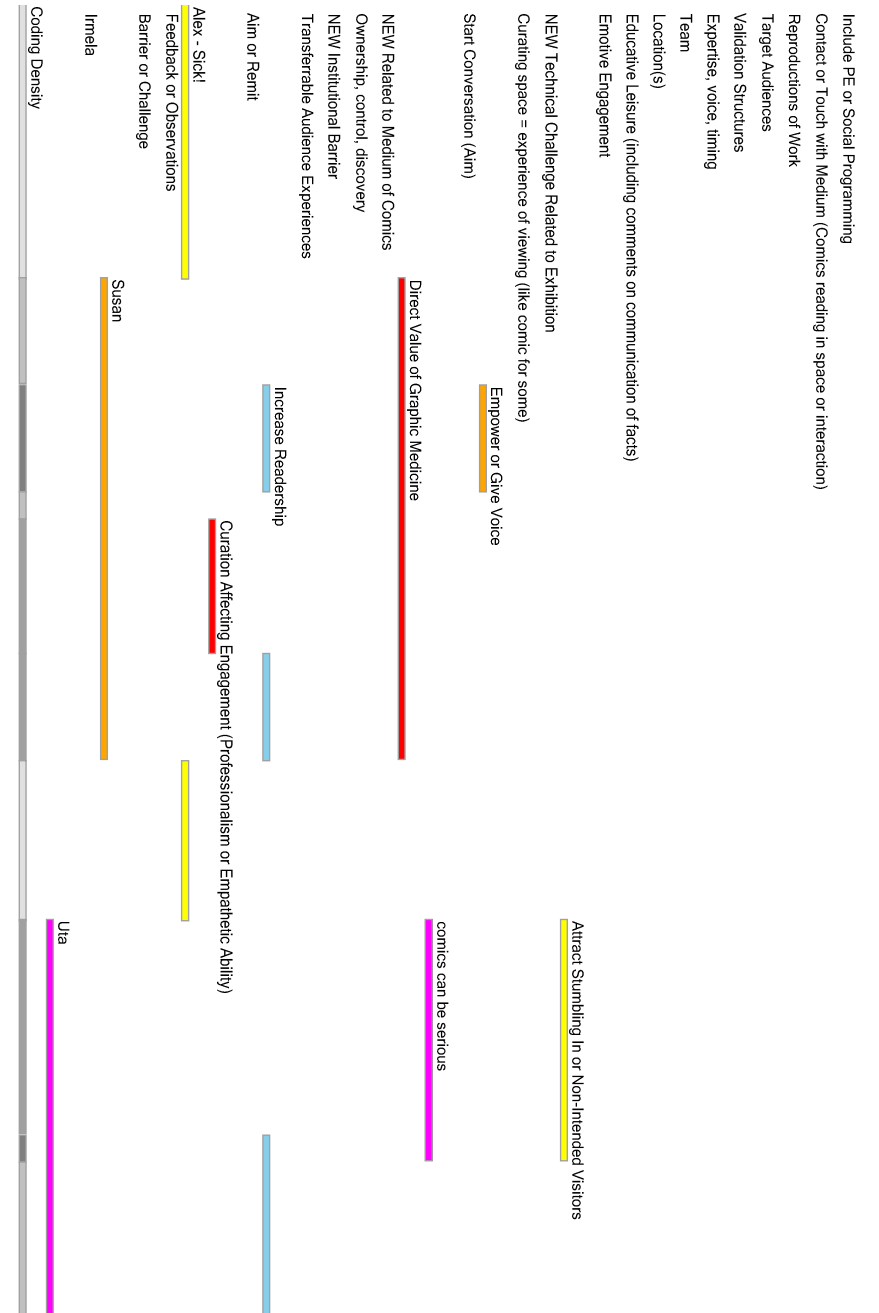 Include PE or Social Programming
Contact or Touch with Medium (Comics reading in space or interaction)
Reproductions of Work
Target Audiences
Validation Structures
Expertise, voice, timing
Team
Location(s)
Educative Leisure (including comments on communication of facts)
Emotive Engagement
Attract Stumbling In or Non-Intended Visitors
NEW Technical Challenge Related to Exhibition
Curating space = experience of viewing (like comic for some)
Empower or Give Voice
Start Conversation (Aim)
comics can be serious
Direct Value of Graphic Medicine
NEW Related to Medium of Comics
Ownership, control, discovery
NEW Institutional Barrier
Transferrable Audience Experiences
Increase Readership
Aim or Remit
Curation Affecting Engagement (Professionalism or Empathetic Ability)
Alex - Sick!
Feedback or Observations
Barrier or Challenge
Susan
Irmela
Uta
Coding Density